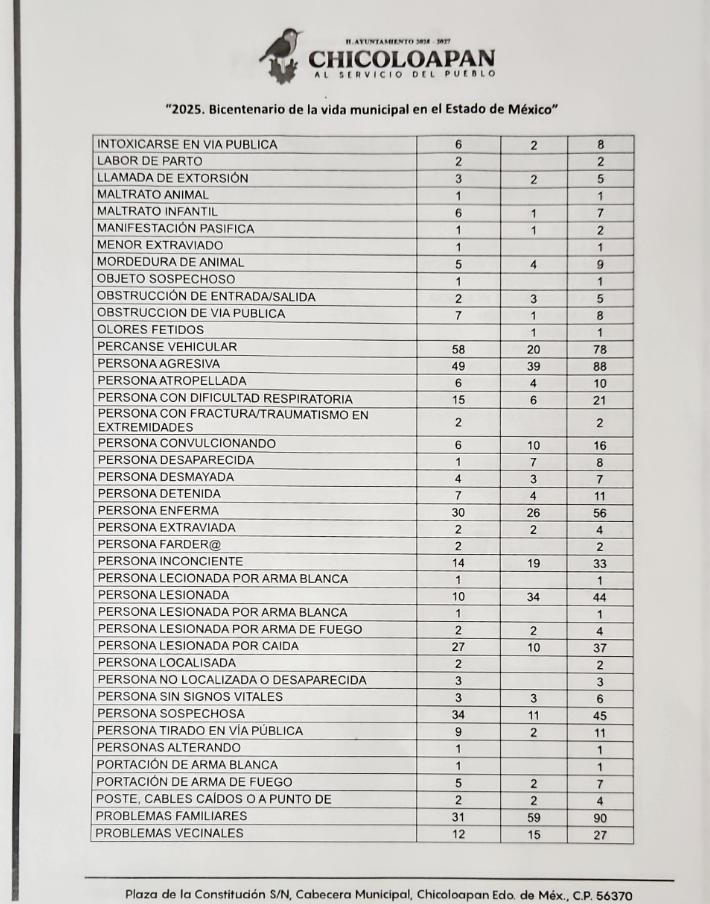 H. AYUNTAMIENTO 2025 - 2027
CHICOLOAPAN
AL SERVICIO DEL PUEBLO
"2025. Bicentenario de la vida municipal en el Estado de México"
INTOXICARSE EN VIA PUBLICA 6 2 8
LABOR DE PARTO 2 2
LLAMADA DE EXTORSIÓN 3 2 5
MALTRATO ANIMAL 1 1
MALTRATO INFANTIL 6 1 7
MANIFESTACIÓN PASIFICA 1 1 2
MENOR EXTRAVIADO 1 1
MORDEDURA DE ANIMAL 5 4 9
OBJETO SOSPECHOSO 1 1
OBSTRUCCIÓN DE ENTRADA/SALIDA 2 3 5
OBSTRUCCION DE VIA PUBLICA 7 1 8
OLORES FETIDOS 1 1
PERCANSE VEHICULAR 58 20 78
PERSONA AGRESIVA 49 39 88
PERSONA ATROPELLADA 6 4 10
PERSONA CON DIFICULTAD RESPIRATORIA 15 6 21
PERSONA CON FRACTURA/TRAUMATISMO EN
EXTREMIDADES 2 2
PERSONA CONVULCIONANDO 6 10 16
PERSONA DESAPARECIDA 1 7 8
PERSONA DESMAYADA 4 3 7
PERSONA DETENIDA 7 4 11
PERSONA ENFERMA 30 26 56
PERSONA EXTRAVIADA 2 2 4
PERSONA FARDER@ 2 2
PERSONA INCONCIENTE 14 19 33
PERSONA LECIONADA POR ARMA BLANCA 1 1
PERSONA LESIONADA 10 34 44
PERSONA LESIONADA POR ARMA BLANCA 1 1
PERSONA LESIONADA POR ARMA DE FUEGO 2 2 4
PERSONA LESIONADA POR CAIDA 27 10 37
PERSONA LOCALISADA 2 2
PERSONA NO LOCALIZADA O DESAPARECIDA 3 3
PERSONA SIN SIGNOS VITALES 3 3 6
PERSONA SOSPECHOSA 34 11 45
PERSONA TIRADO EN VÍA PÚBLICA 9 2 11
PERSONAS ALTERANDO 1 1
PORTACIÓN DE ARMA BLANCA 1 1
PORTACIÓN DE ARMA DE FUEGO 5 2 7
POSTE, CABLES CAÍDOS O A PUNTO DE 2 2 4
PROBLEMAS FAMILIARES 31 59 90
PROBLEMAS VECINALES 12 15 27
Plaza de la Constitución S/N, Cabecera Municipal, Chicoloapan Edo. de Méx., C.P. 56370